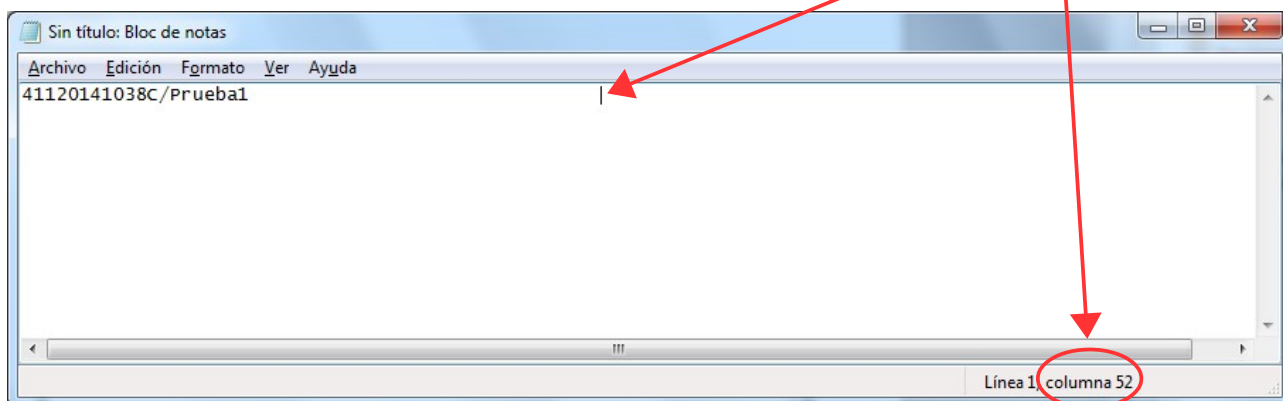 Sin título: Bloc de notas
Archivo Edición Formato Ver Ayuda
41120141038C/Prueba1
Línea 1, columna 52